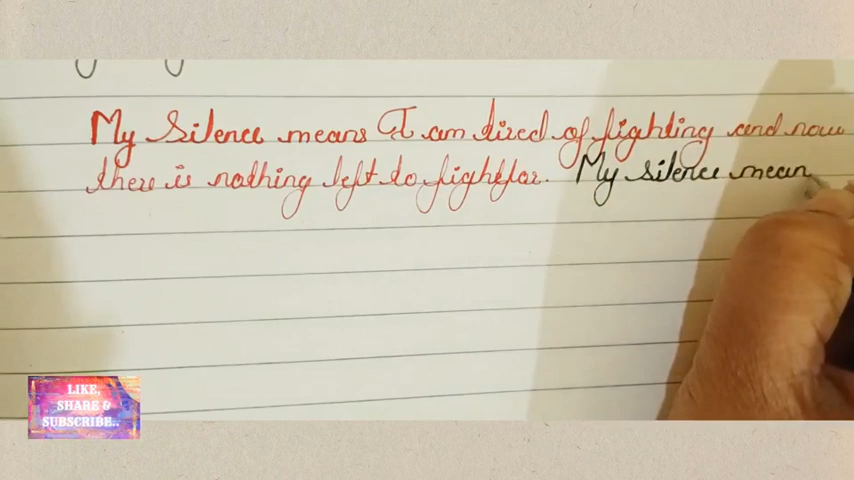 My Silence means I am tired of fighting and now
there is nothing left to fight for. My silence mean
LIKE,
SHARE &
SUBSCRIBE..